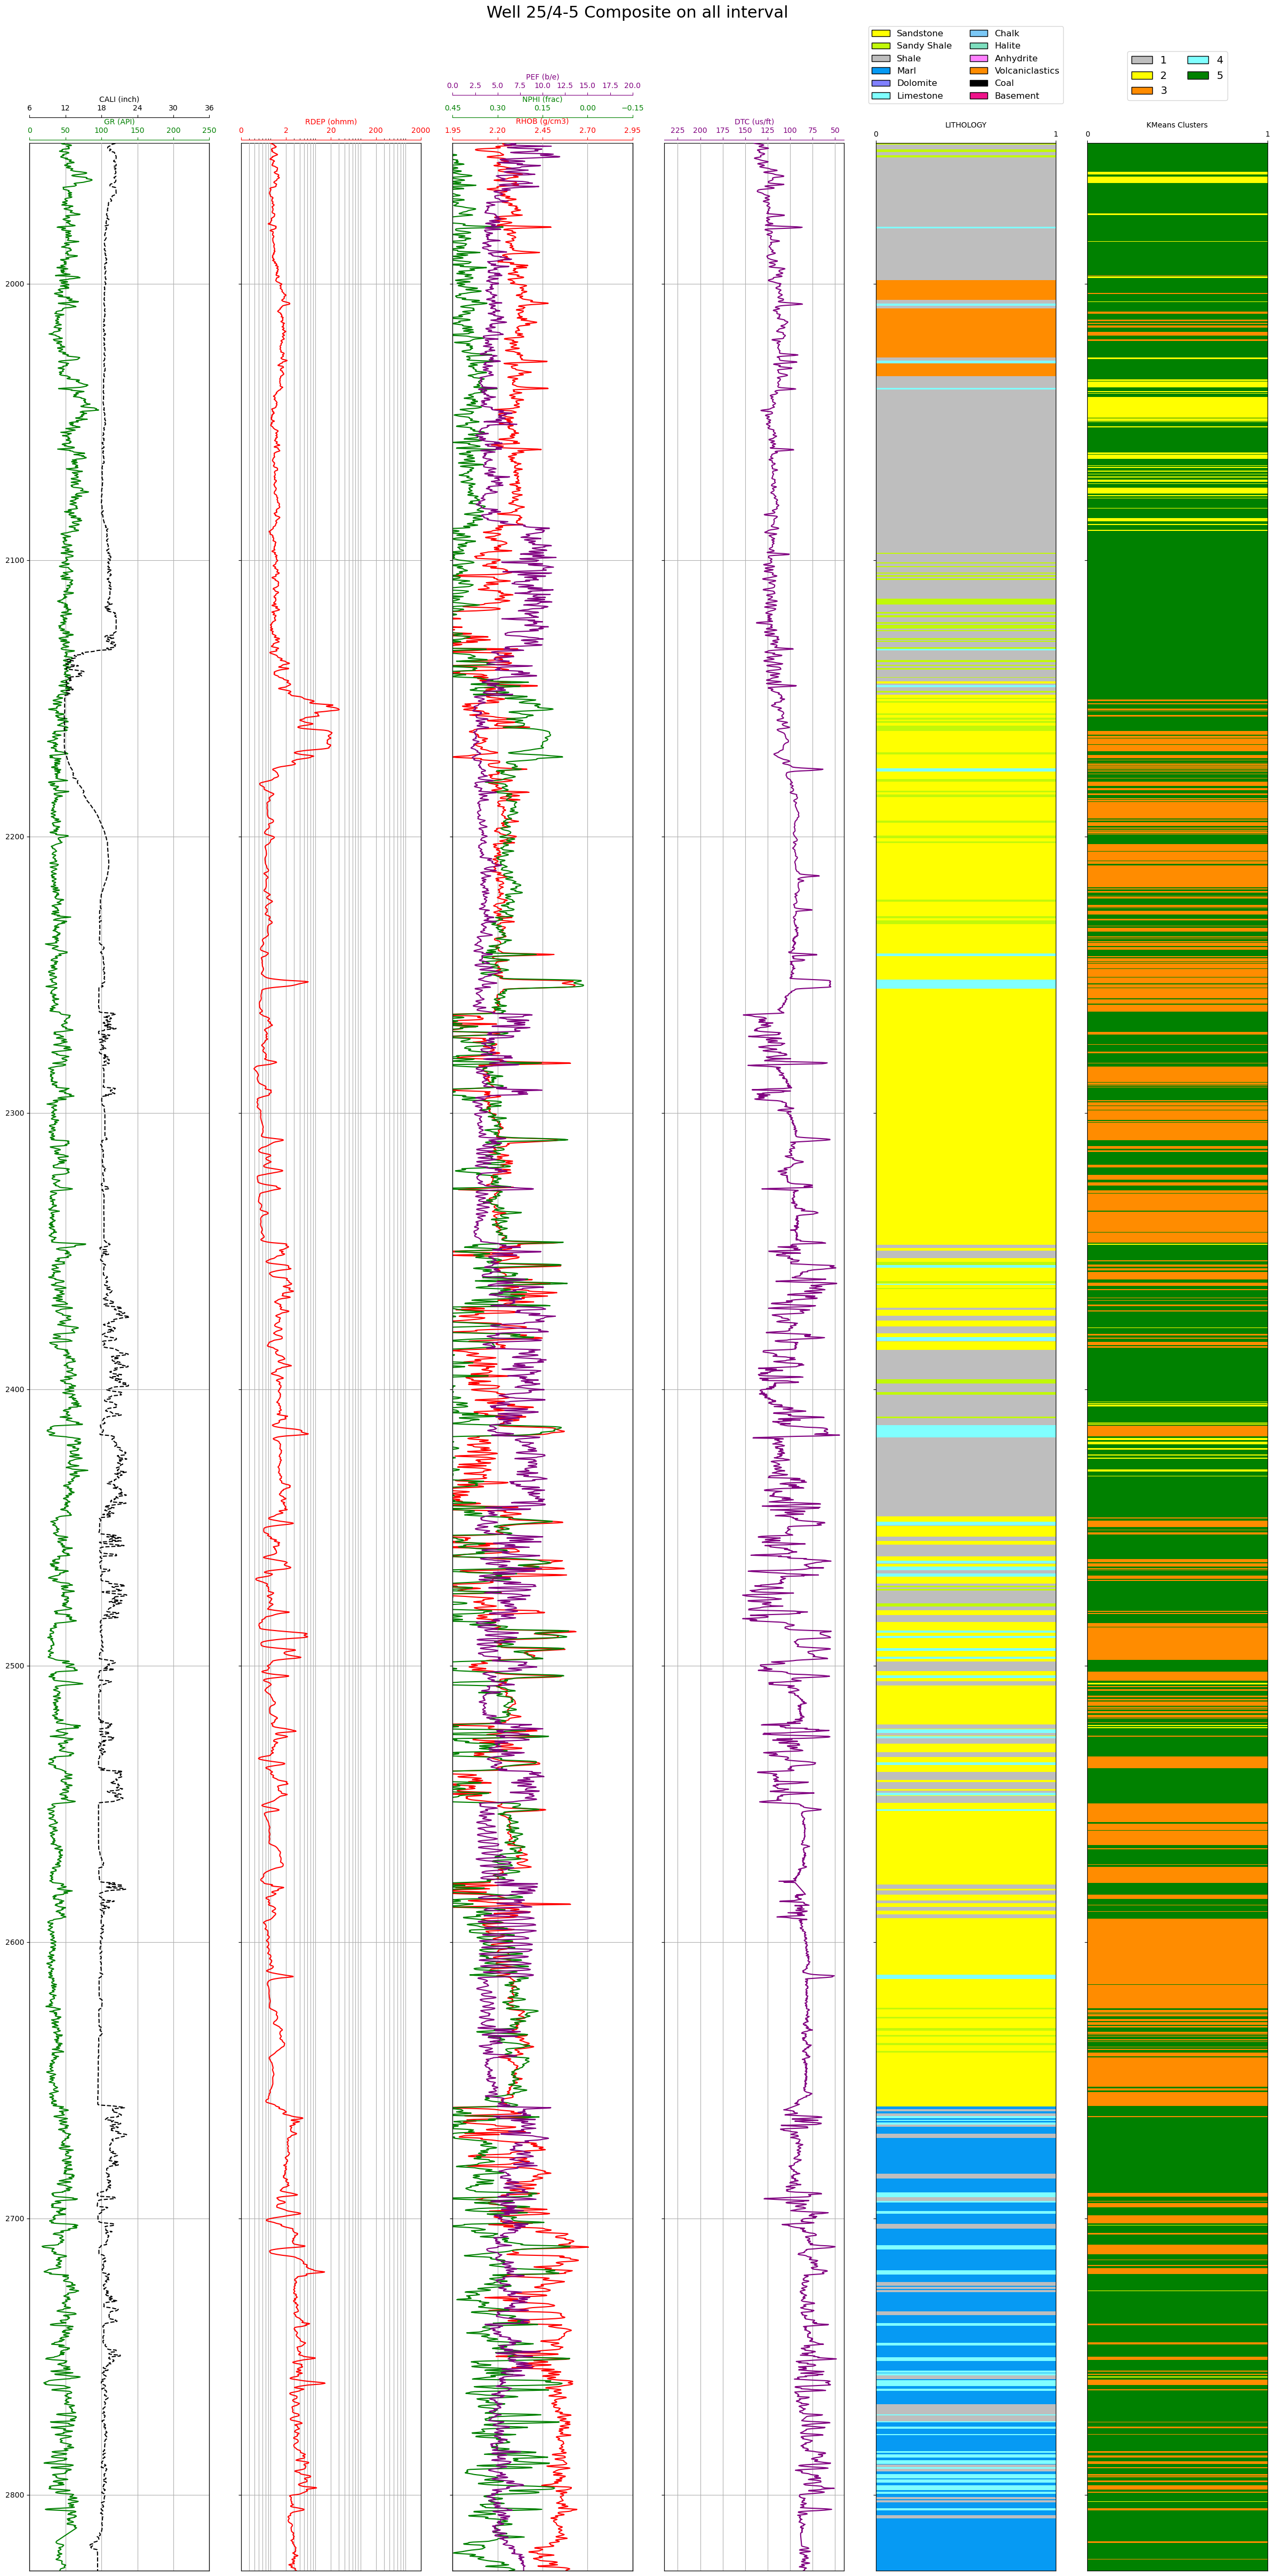 Well 25/4-5 Composite on all interval
Sandstone Chalk
Sandy Shale Halite
Shale Anhydrite
Marl Volcaniclastics
Dolomite Coal
Limestone Basement
1 4
2 5
3
PEF (b/e)
0.0 2.5 5.0 7.5 10.0 12.5 15.0 17.5 20.0
CALI (inch)
6 12 18 24 30 36
NPHI (frac)
0.45 0.30 0.15 0.00 −0.15
GR (API)
0 50 100 150 200 250
RDEP (ohmm)
0 2 20 200 2000
RHOB (g/cm3)
1.95 2.20 2.45 2.70 2.95
DTC (us/ft)
225 200 175 150 125 100 75 50
LITHOLOGY
0 1
KMeans Clusters
0 1
2000
2100
2200
2300
2400
2500
2600
2700
2800